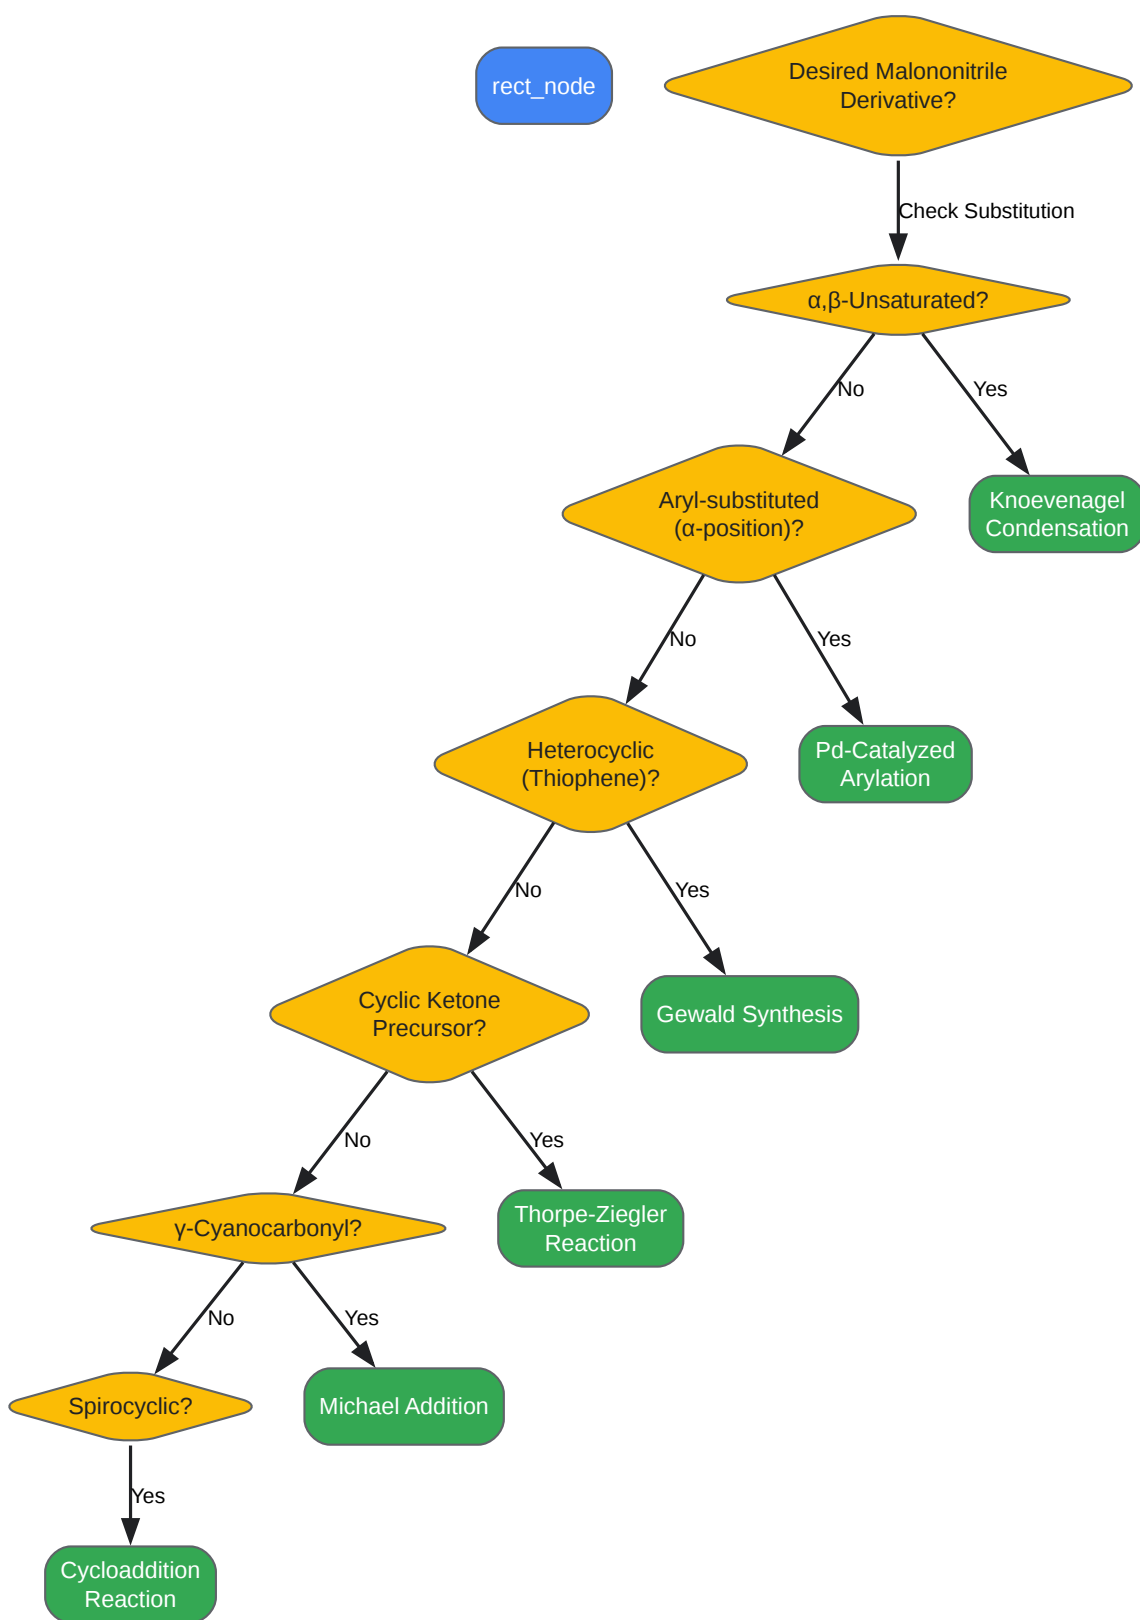 rect_node
Desired Malononitrile
Derivative?
Check Substitution
α,β-Unsaturated?
No
Yes
Aryl-substituted
(α-position)?
Knoevenagel
Condensation
No
Yes
Heterocyclic
(Thiophene)?
Pd-Catalyzed
Arylation
No
Yes
Cyclic Ketone
Precursor?
Gewald Synthesis
No
Yes
γ-Cyanocarbonyl?
Thorpe-Ziegler
Reaction
No
Yes
Spirocyclic?
Michael Addition
Yes
Cycloaddition
Reaction